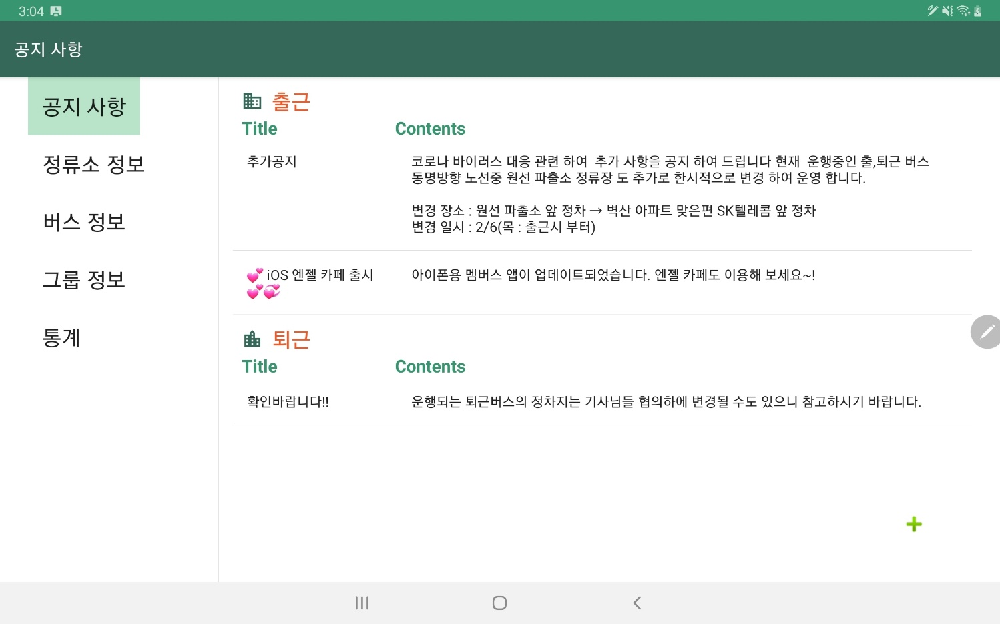 3:04
공지 사항
공지 사항
정류소 정보
버스 정보
그룹 정보
통계
출근
Title Contents
추가공지
코로나 바이러스 대응 관련 하여  추가 사항을 공지 하여 드립니다 현재  운행중인 출,퇴근 버스
동명방향 노선중 원선 파출소 정류장 도 추가로 한시적으로 변경 하여 운영 합니다.
변경 장소 : 원선 파출소 앞 정차 → 벽산 아파트 맞은편 SK텔레콤 앞 정차
변경 일시 : 2/6(목 : 출근시 부터)
💕 iOS 엔젤 카페 출시
💕💞
아이폰용 멤버스 앱이 업데이트되었습니다. 엔젤 카페도 이용해 보세요~!
퇴근
Title Contents
확인바랍니다!!
운행되는 퇴근버스의 정차지는 기사님들 협의하에 변경될 수도 있으니 참고하시기 바랍니다.